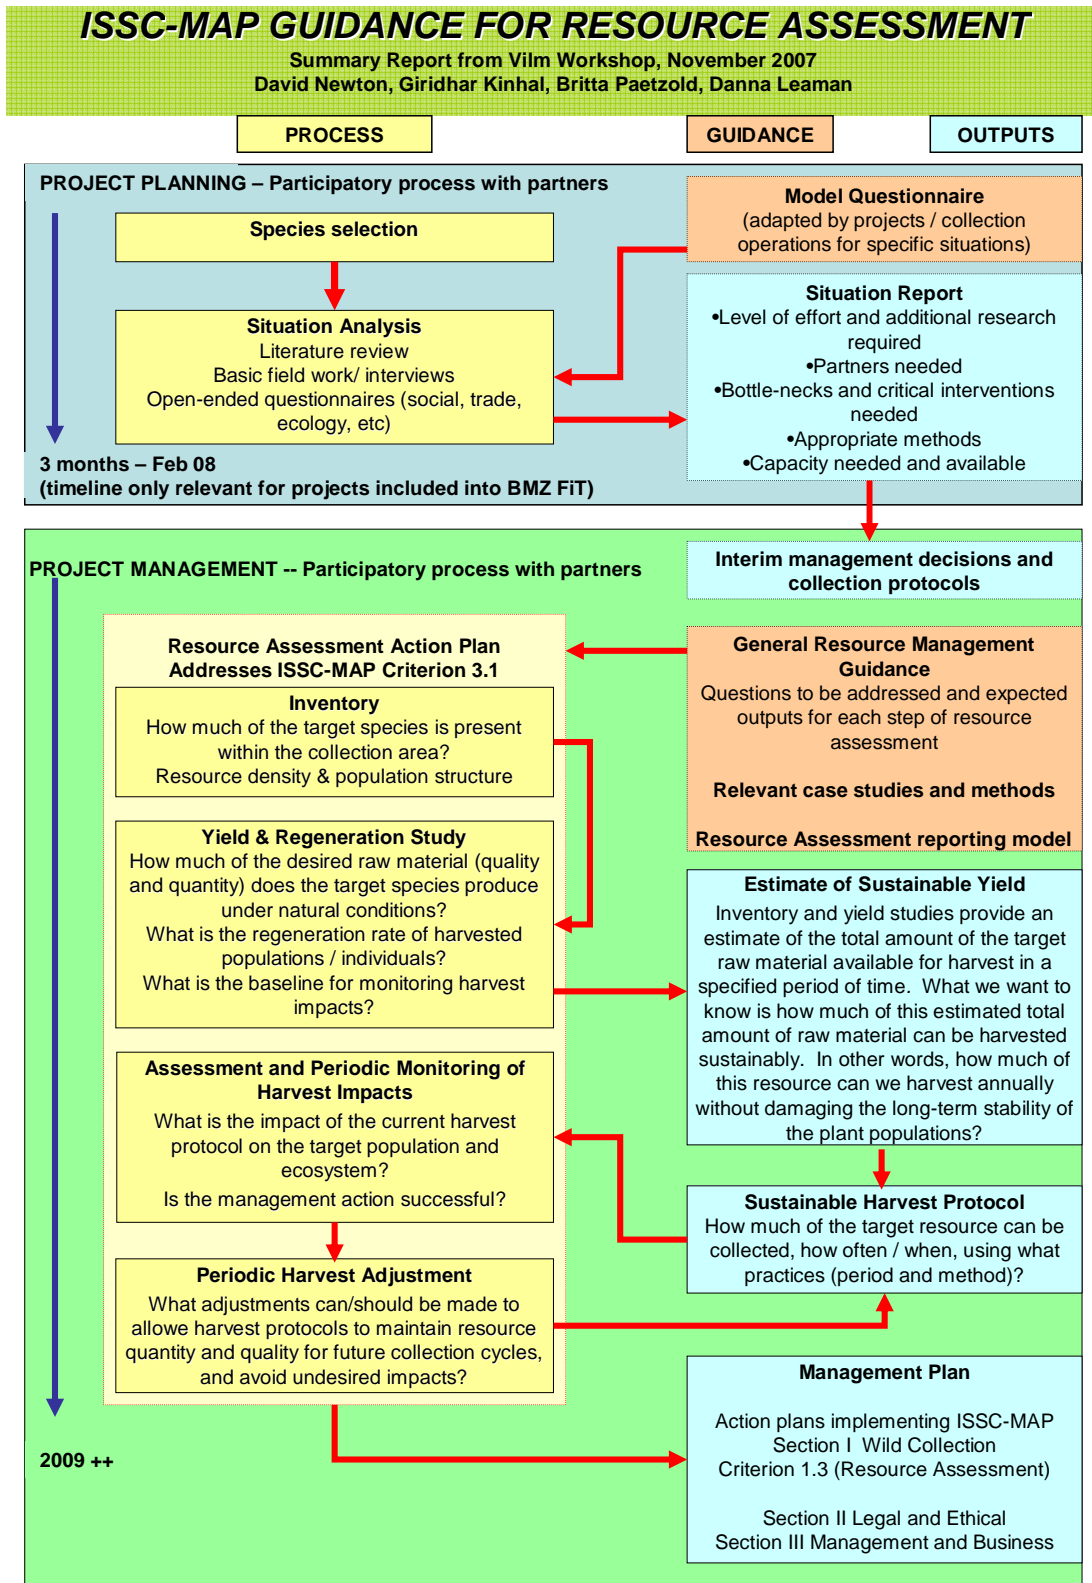 ISSC-MAP GUIDANCE FOR RESOURCE ASSESSMENT
Summary Report from Vilm Workshop, November 2007
David Newton, Giridhar Kinhal, Britta Paetzold, Danna Leaman
PROCESS
GUIDANCE
OUTPUTS
PROJECT PLANNING – Participatory process with partners
Species selection
Model Questionnaire
(adapted by projects / collection
operations for specific situations)
Situation Analysis
Literature review
Basic field work/ interviews
Open-ended questionnaires (social, trade,
ecology, etc)
Situation Report
•Level of effort and additional research
required
•Partners needed
•Bottle-necks and critical interventions
needed
•Appropriate methods
•Capacity needed and available
3 months – Feb 08
(timeline only relevant for projects included into BMZ FiT)
PROJECT MANAGEMENT -- Participatory process with partners
Interim management decisions and
collection protocols
Resource Assessment Action Plan
Addresses ISSC-MAP Criterion 3.1
General Resource Management
Guidance
Questions to be addressed and expected
outputs for each step of resource
assessment
Relevant case studies and methods
Resource Assessment reporting model
Inventory
How much of the target species is present
within the collection area?
Resource density & population structure
Yield & Regeneration Study
How much of the desired raw material (quality
and quantity) does the target species produce
under natural conditions?
What is the regeneration rate of harvested
populations / individuals?
What is the baseline for monitoring harvest
impacts?
Estimate of Sustainable Yield
Inventory and yield studies provide an
estimate of the total amount of the target
raw material available for harvest in a
specified period of time.  What we want to
know is how much of this estimated total
amount of raw material can be harvested
sustainably.  In other words, how much of
this resource can we harvest annually
without damaging the long-term stability of
the plant populations?
Assessment and Periodic Monitoring of
Harvest Impacts
What is the impact of the current harvest
protocol on the target population and
ecosystem?
Is the management action successful?
Sustainable Harvest Protocol
How much of the target resource can be
collected, how often / when, using what
practices (period and method)?
Periodic Harvest Adjustment
What adjustments can/should be made to
allowe harvest protocols to maintain resource
quantity and quality for future collection cycles,
and avoid undesired impacts?
Management Plan
Action plans implementing ISSC-MAP
Section I  Wild Collection
Criterion 1.3 (Resource Assessment)
Section II Legal and Ethical
Section III Management and Business
2009 ++